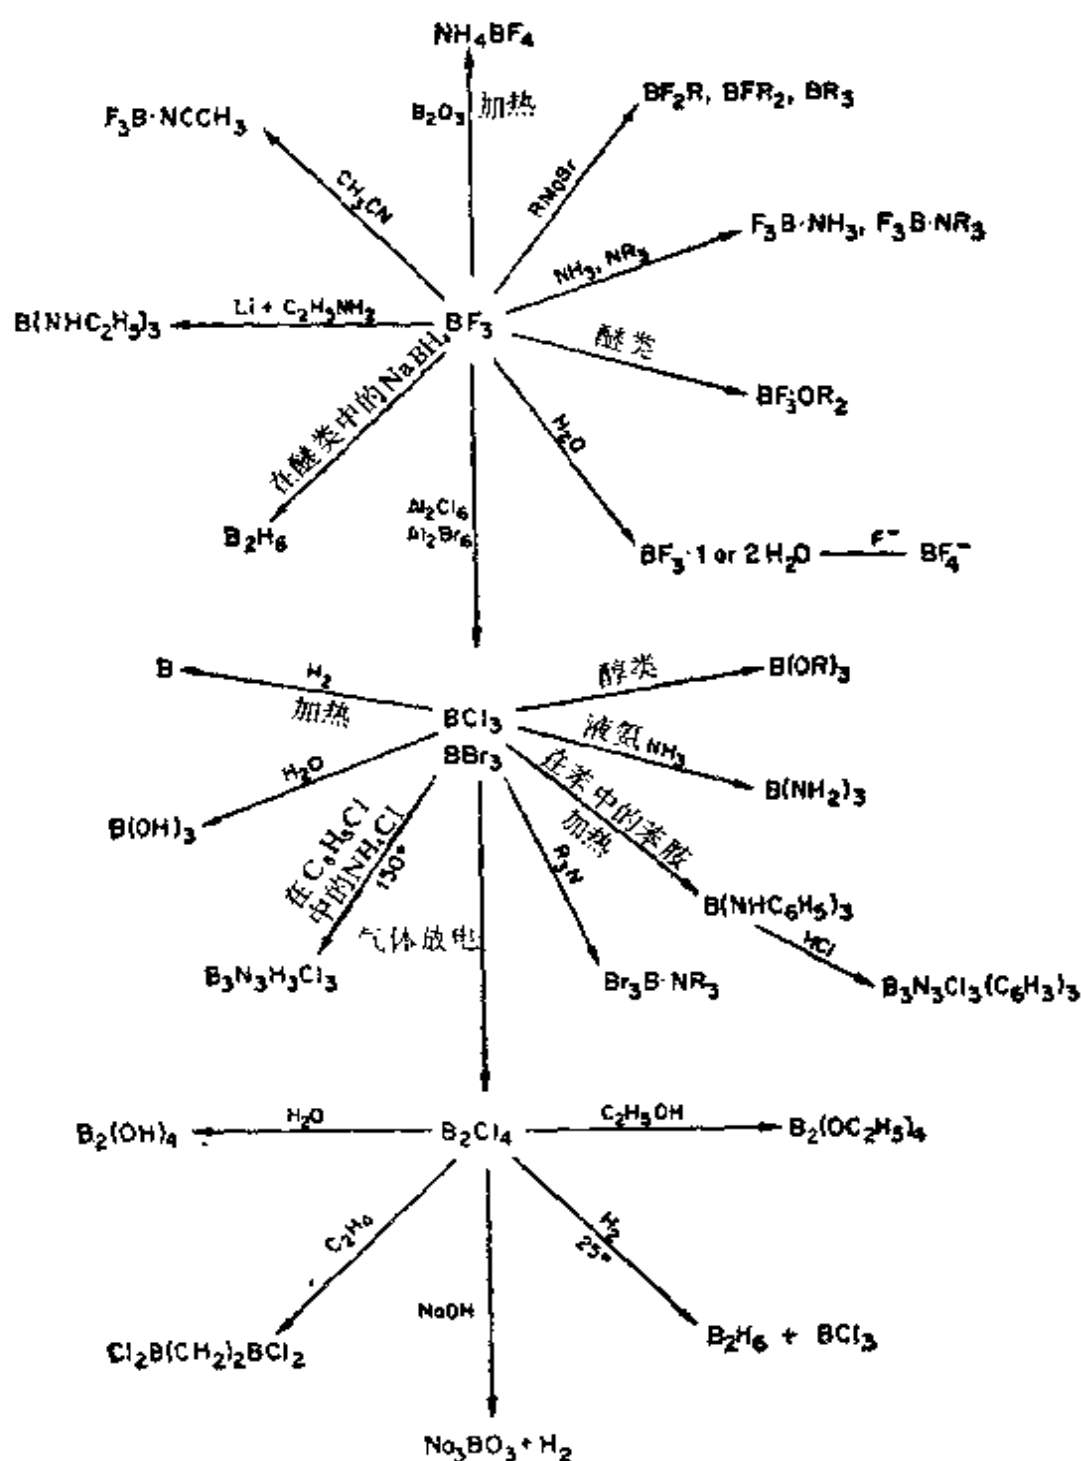 NH₄BF₄
B₂O₃ 加热
BF₂R, BFR₂, BR₃
F₃B·NCCH₃
CH₃CN
RMgBr
F₃B·NH₃, F₃B·NR₃
NH₃, NR₃
Li + C₂H₅NH₂
B(NHC₂H₅)₃
BF₃
醚类
BF₃OR₂
在醚类中的NaBH₄
H₂O
B₂H₆
Al₂Cl₆
Al₂Br₆
BF₃·1 or 2H₂O
F⁻
BF₄⁻
B
H₂
加热
BCl₃
BBr₃
醇类
B(OR)₃
液氨 NH₃
B(NH₂)₃
H₂O
B(OH)₃
在C₆H₅Cl
中的NH₄Cl
150°
R₃N
在苯中的苯胺
加热
B(NHC₆H₅)₃
HCl
气体放电
B₃N₃H₃Cl₃
Br₃B·NR₃
B₃N₃Cl₃(C₆H₃)₃
B₂(OH)₄
H₂O
B₂Cl₄
C₂H₅OH
B₂(OC₂H₅)₄
C₂H₄
H₂
25°
NaOH
Cl₂B(CH₂)₂BCl₂
B₂H₆ + BCl₃
Na₃BO₃ + H₂